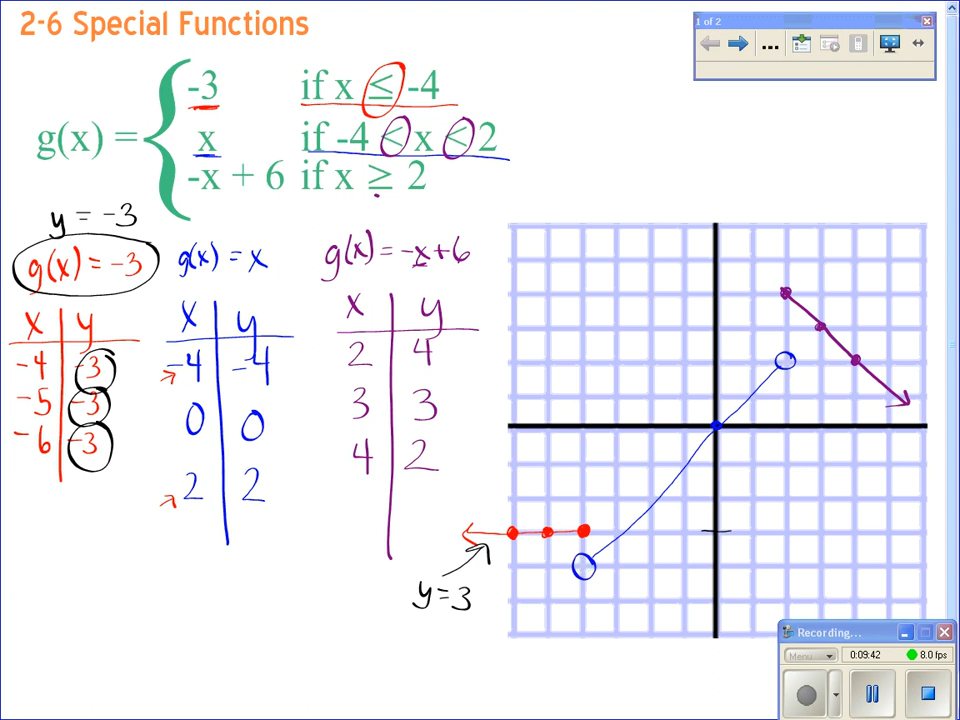 2-6 Special Functions
1 of 2
g(x) = { -3 if x ≤ -4
x if -4 < x < 2
-x + 6 if x ≥ 2
y = -3
g(x) = -3
x y
-4 -3
-5 -3
-6 -3
g(x) = x
x y
-4 -4
0 0
2 2
g(x) = -x+6
x y
2 4
3 3
4 2
y = 3
Recording...
Menu
0:09:42
8.0 fps